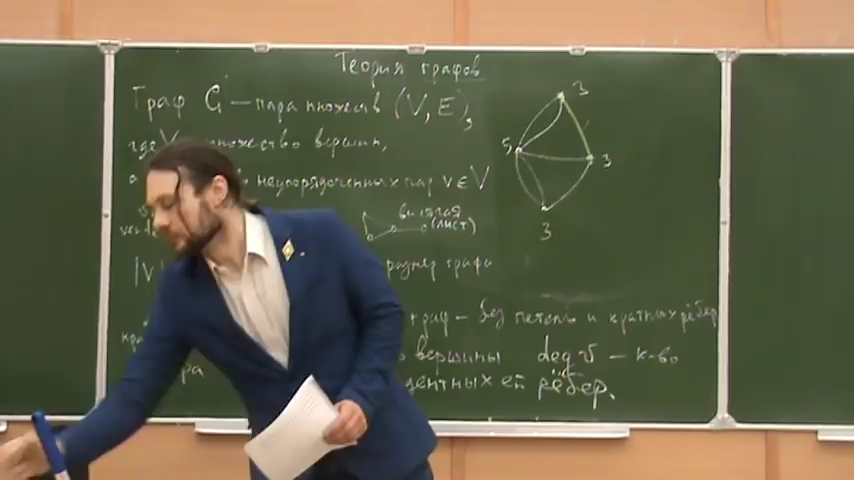 Теория графов
Граф G – пара множеств (V, E),
где V множество вершин,
неупорядоченных пар v ∈ V
висячая
(лист)
|V
размер графа
граф – без петель и кратных рёбер
вершины deg v – к-во
ей рёбер.
3
5
3
3